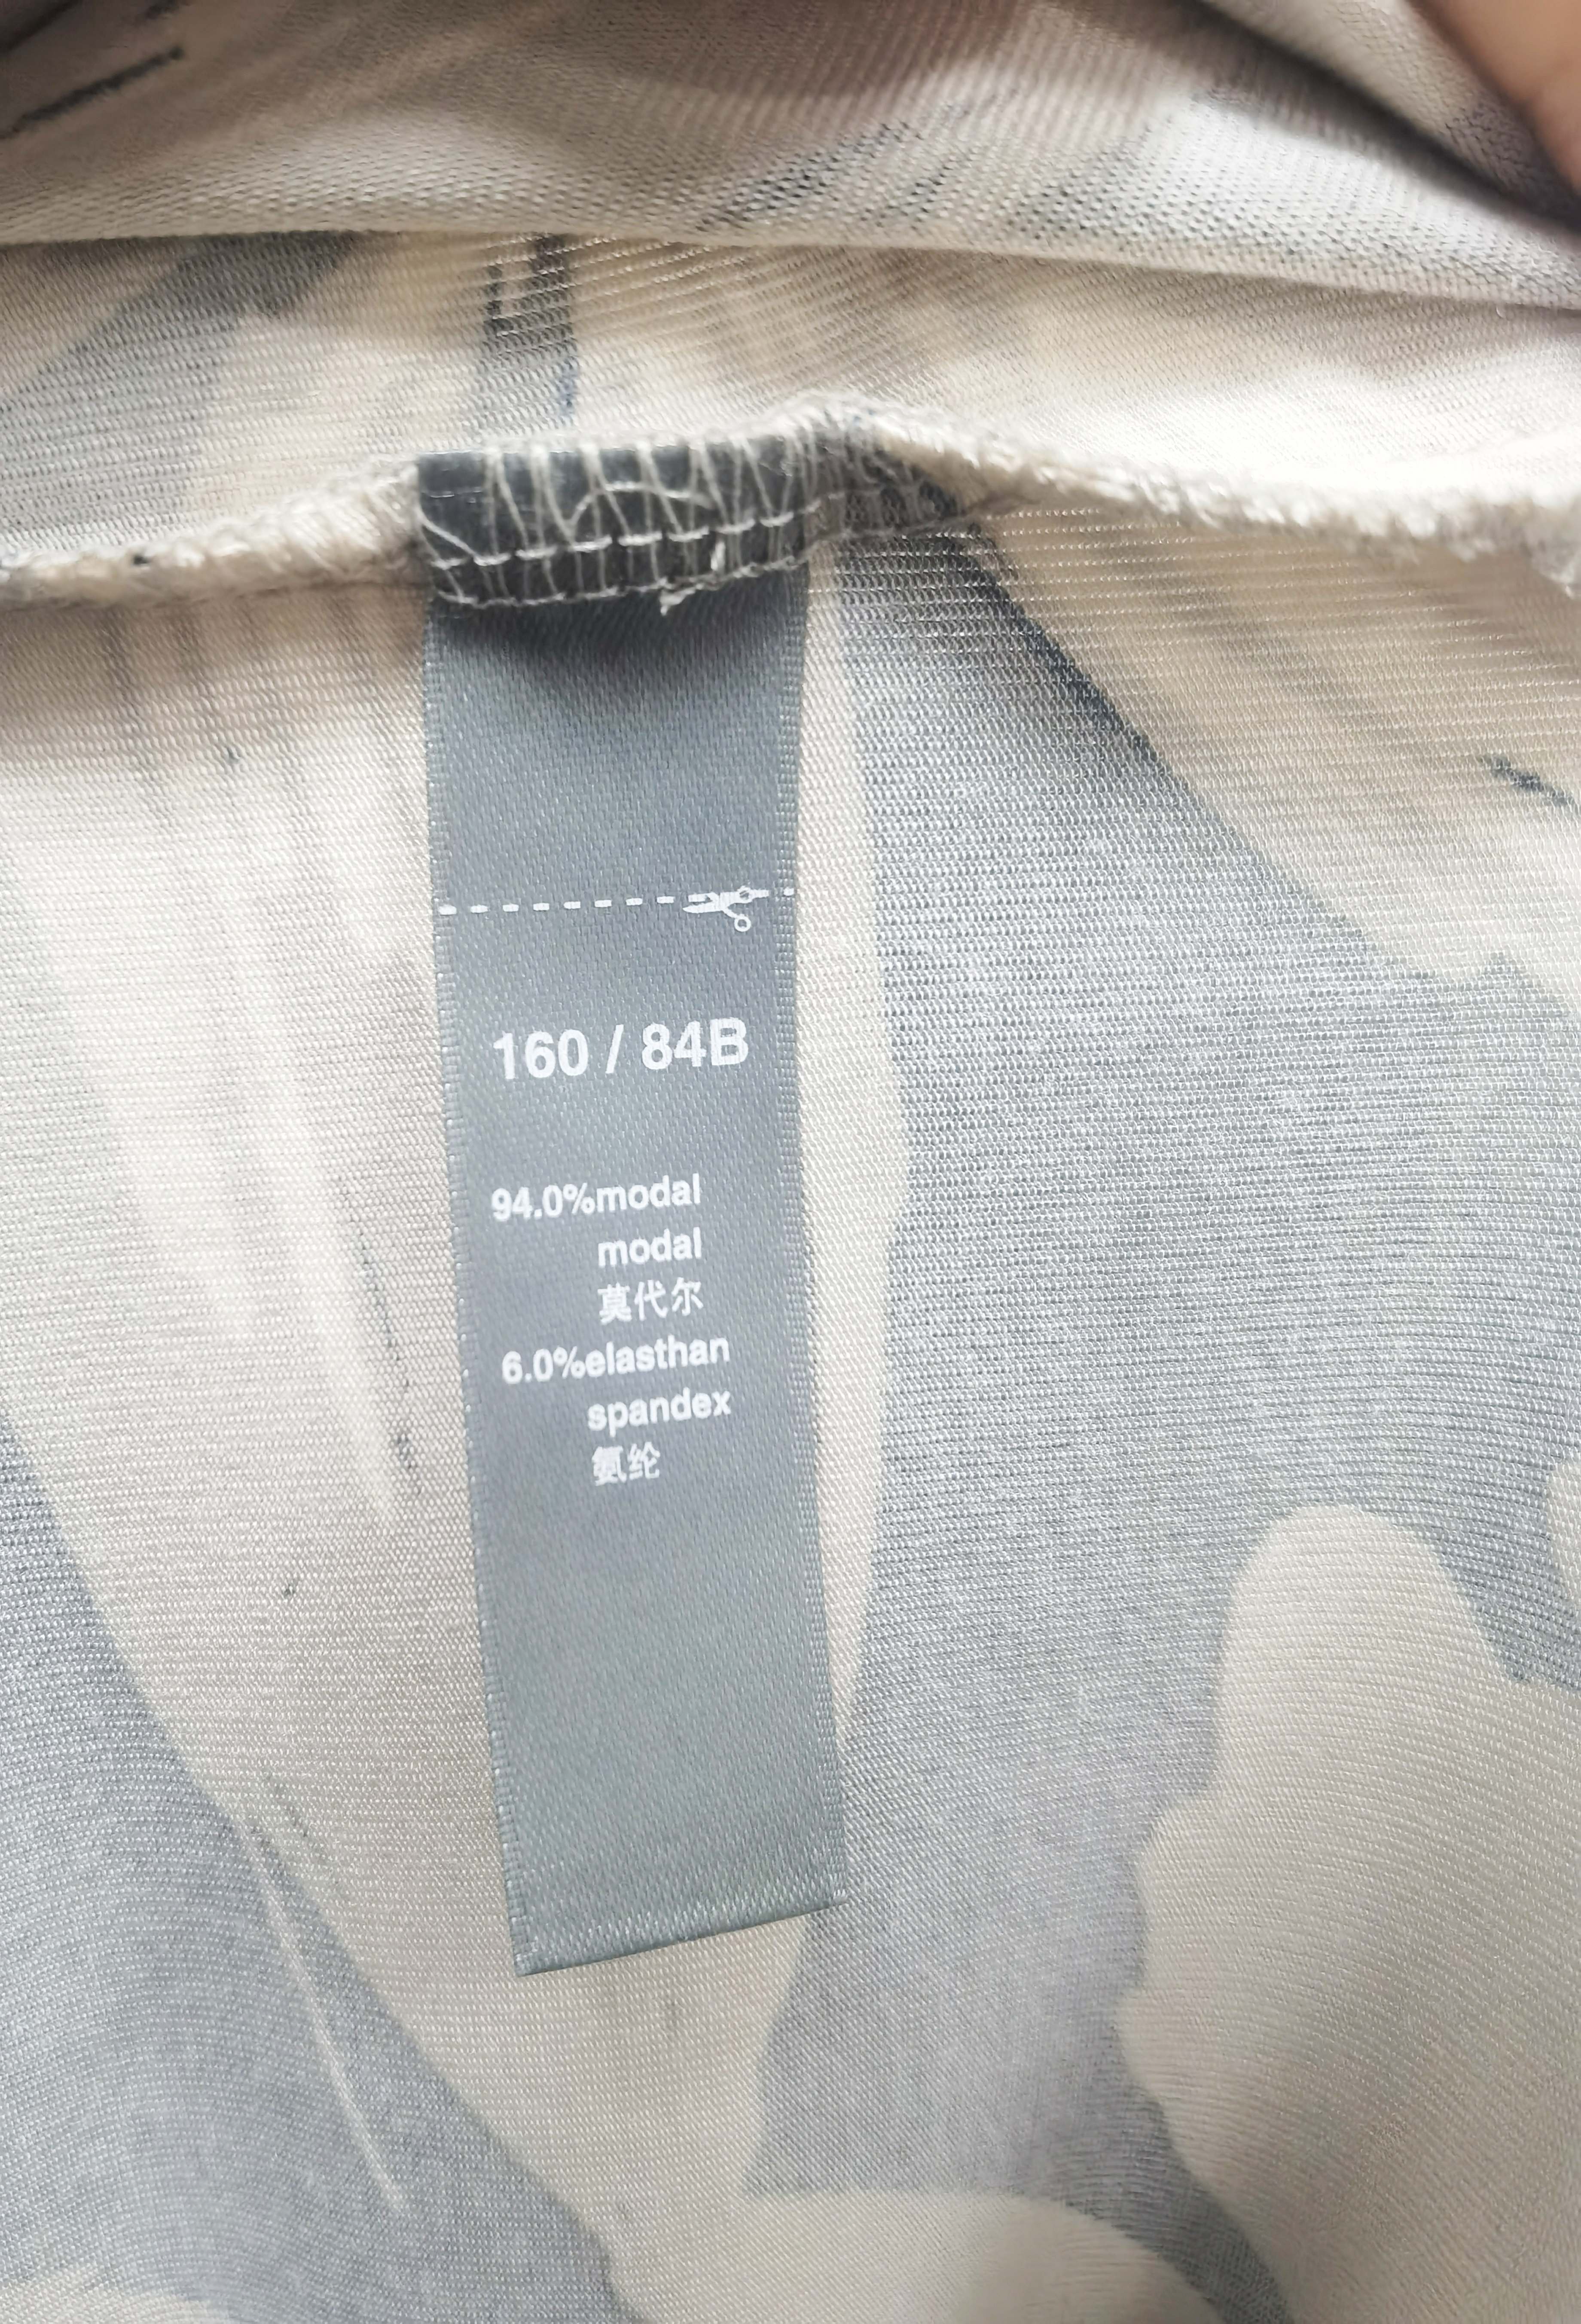 160 / 84B
94.0%modal
modal
莫代尔
6.0%elasthan
spandex
氨纶